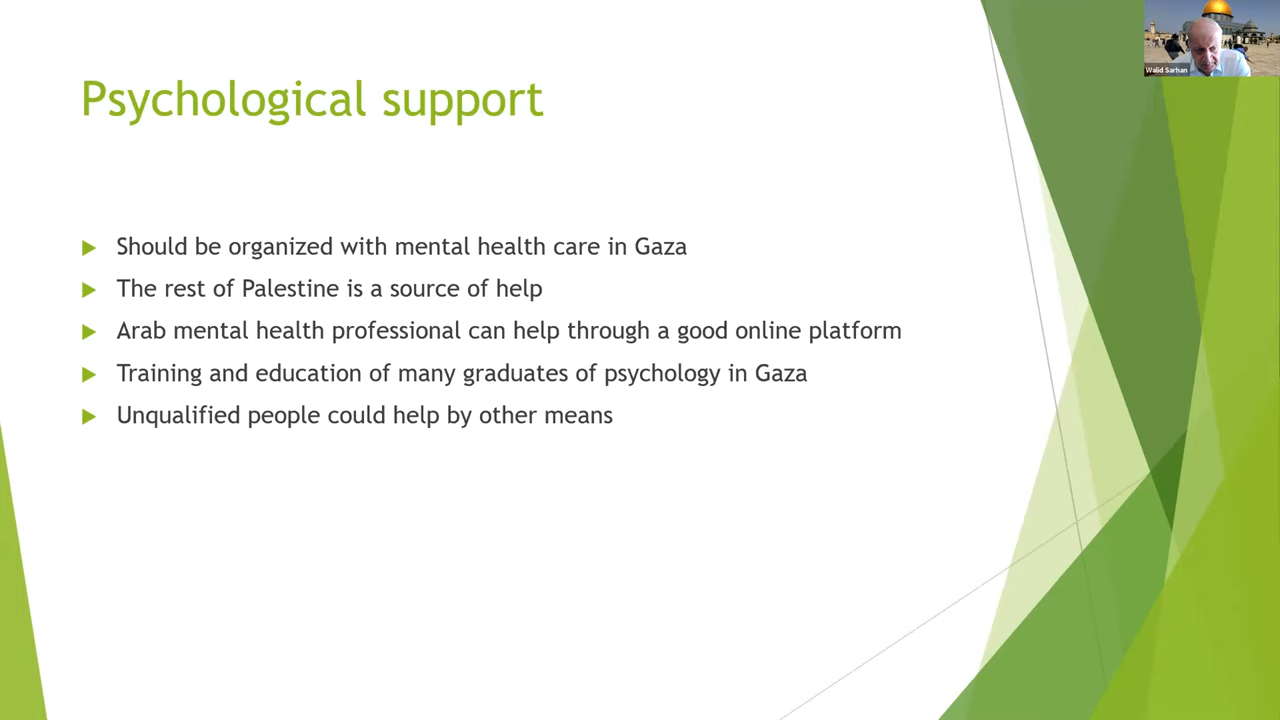 Walid Sarhan
Psychological support
Should be organized with mental health care in Gaza
The rest of Palestine is a source of help
Arab mental health professional can help through a good online platform
Training and education of many graduates of psychology in Gaza
Unqualified people could help by other means